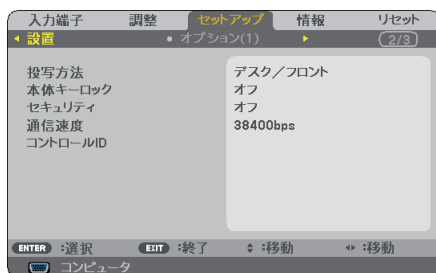 入力端子 調整 セットアップ 情報 リセット
設置 オプション(1) 2/3
投写方法 デスク/フロント
本体キーロック オフ
セキュリティ オフ
通信速度 38400bps
コントロールID
ENTER :選択 EXIT :終了 :移動 :移動
コンピュータ